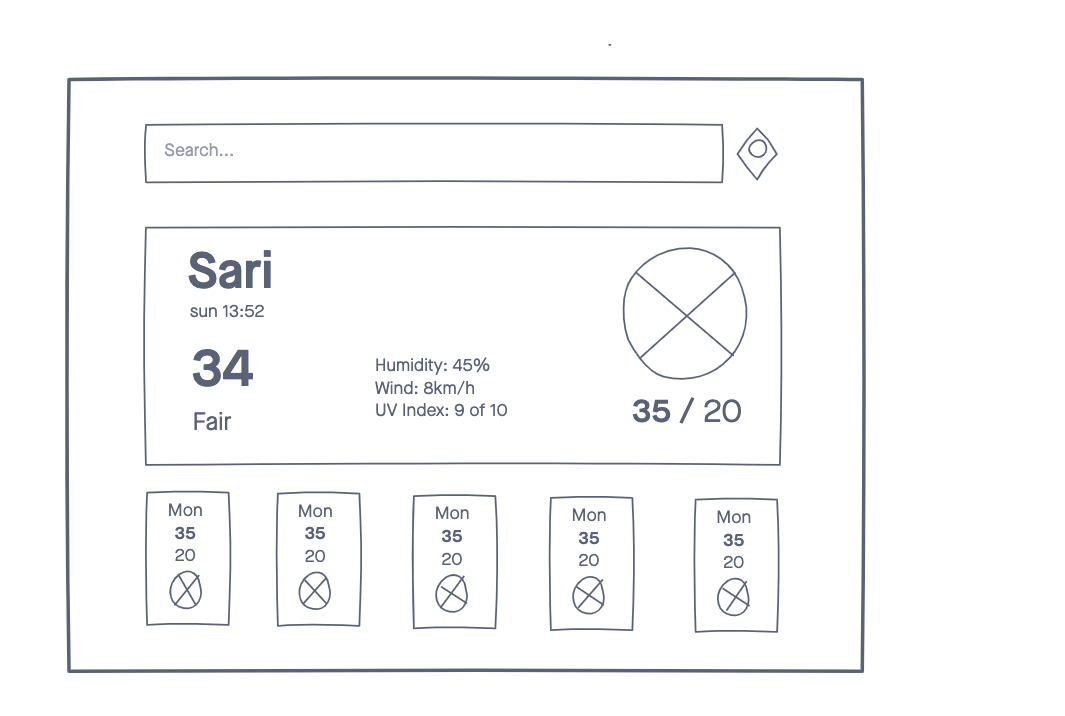 Search...
Sari
sun 13:52
34
Fair
Humidity: 45%
Wind: 8km/h
UV Index: 9 of 10
35 / 20
Mon
35
20
Mon
35
20
Mon
35
20
Mon
35
20
Mon
35
20